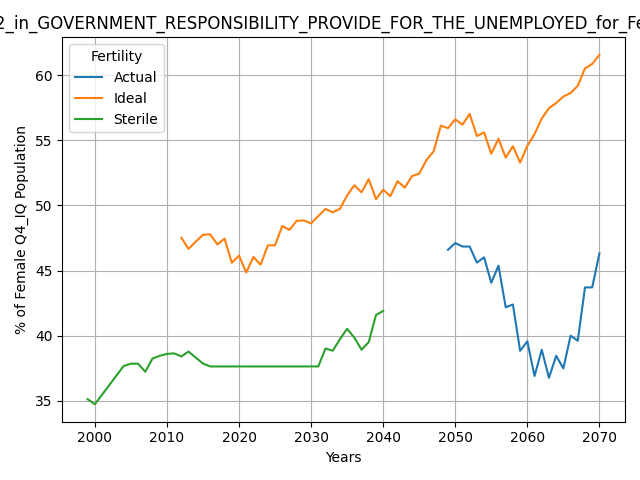 2_in_GOVERNMENT_RESPONSIBILITY_PROVIDE_FOR_THE_UNEMPLOYED_for_Fe
Fertility
Actual
Ideal
Sterile
% of Female Q4_IQ Population
60
55
50
45
40
35
2000 2010 2020 2030 2040 2050 2060 2070
Years